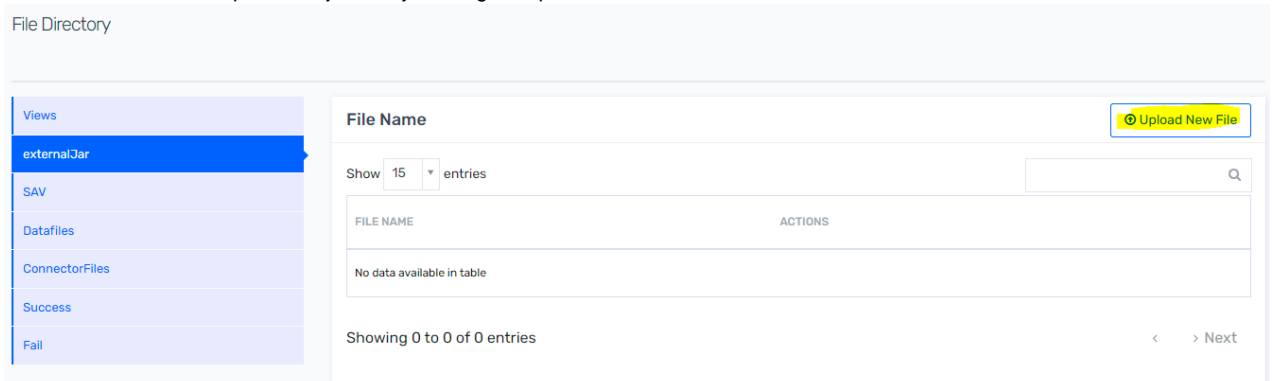 File Directory
Views
externalJar
SAV
Datafiles
ConnectorFiles
Success
Fail
File Name
Upload New File
Show 15 entries
FILE NAME ACTIONS
No data available in table
Showing 0 to 0 of 0 entries
< > Next